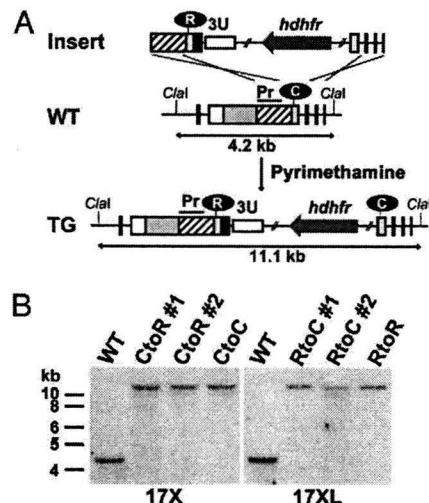 A
R
3U
hdhfr
Insert
Pr
C
ClaI
ClaI
WT
4.2 kb
Pyrimethamine
Pr
R
3U
hdhfr
C
ClaI
ClaI
TG
11.1 kb
B
WT CtoR #1 CtoR #2 CtoC WT RtoC #1 RtoC #2 RtoR
kb
10
8
6
5
4
17X 17XL